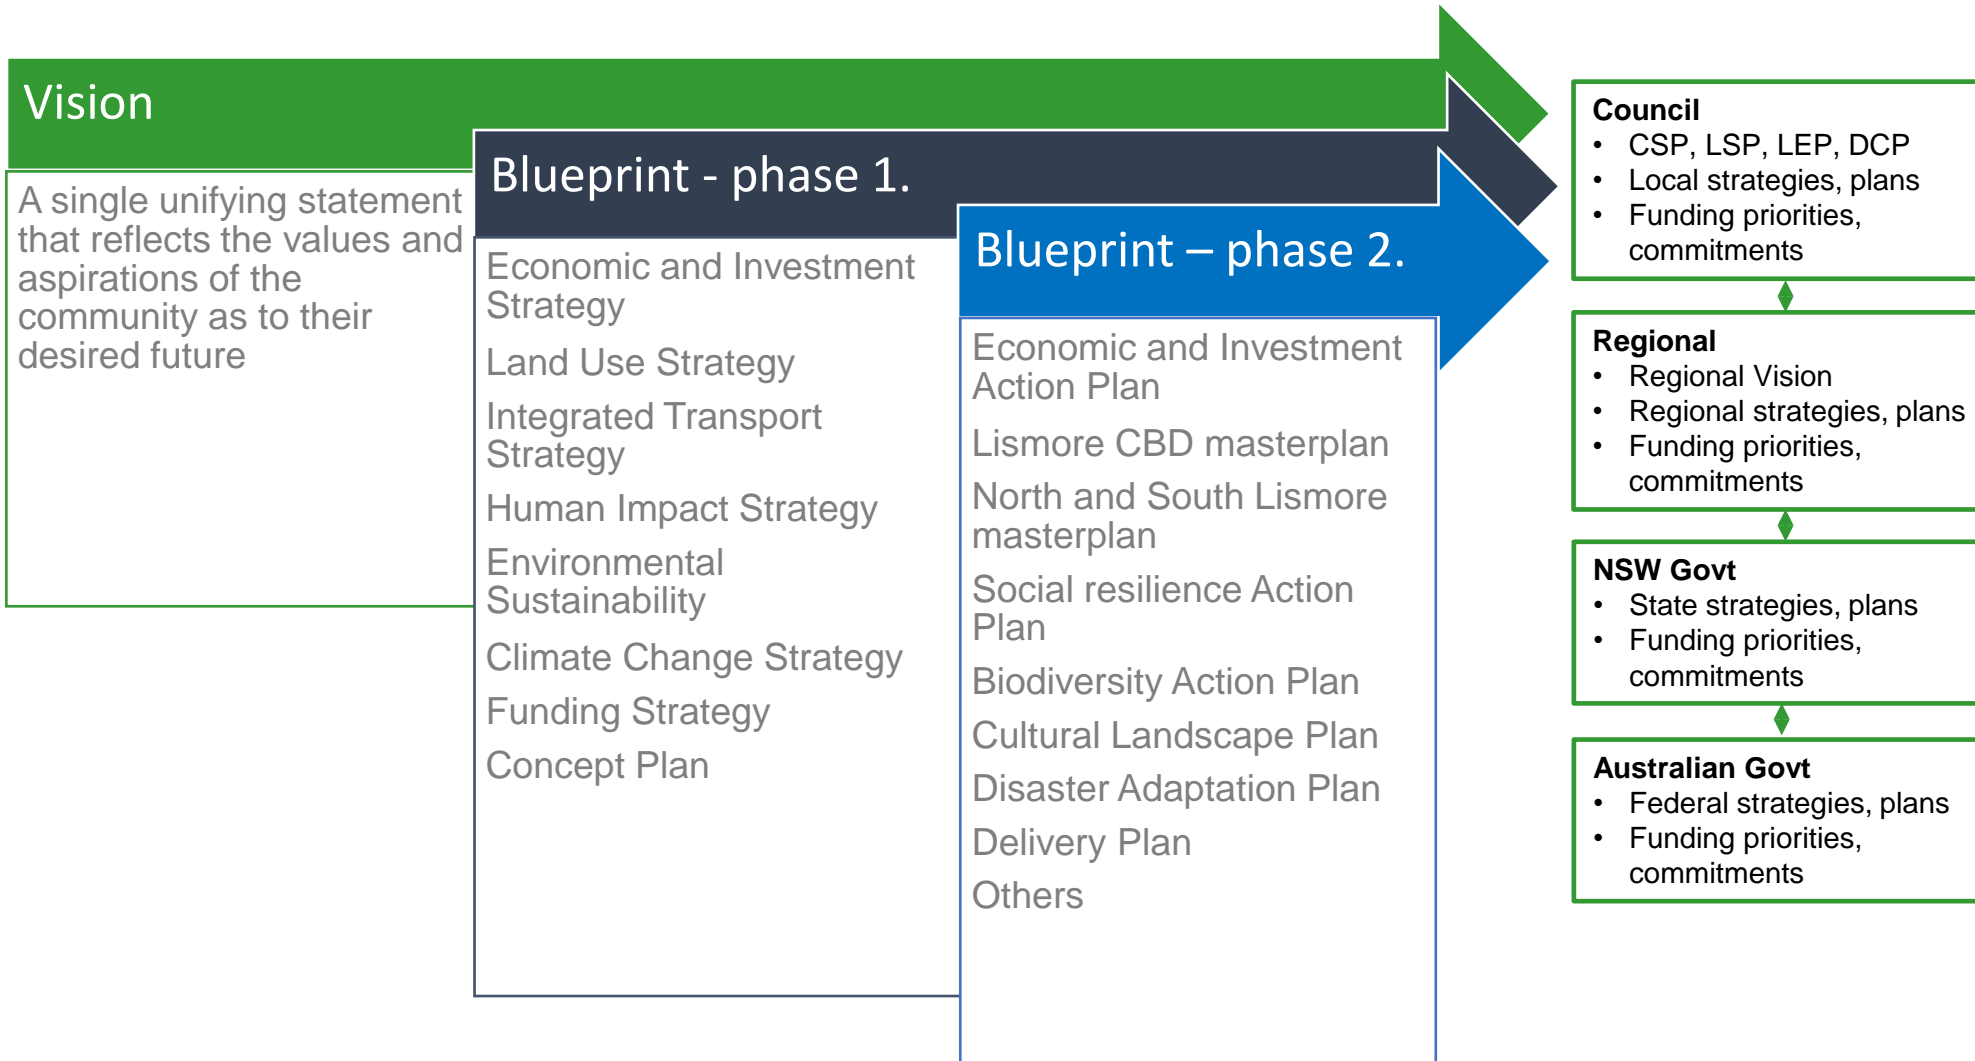 Vision
A single unifying statement
that reflects the values and
aspirations of the
community as to their
desired future
Blueprint - phase 1.
Economic and Investment
Strategy
Land Use Strategy
Integrated Transport
Strategy
Human Impact Strategy
Environmental
Sustainability
Climate Change Strategy
Funding Strategy
Concept Plan
Blueprint – phase 2.
Economic and Investment
Action Plan
Lismore CBD masterplan
North and South Lismore
masterplan
Social resilience Action
Plan
Biodiversity Action Plan
Cultural Landscape Plan
Disaster Adaptation Plan
Delivery Plan
Others
Council
• CSP, LSP, LEP, DCP
• Local strategies, plans
• Funding priorities,
commitments
Regional
• Regional Vision
• Regional strategies, plans
• Funding priorities,
commitments
NSW Govt
• State strategies, plans
• Funding priorities,
commitments
Australian Govt
• Federal strategies, plans
• Funding priorities,
commitments